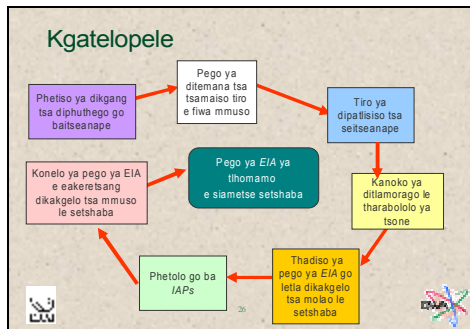 Kgatelopele
Phetiso ya dikgang
tsa diphuthego go
baitseanape
Pego ya
ditemana tsa
tsamaiso tiro
e fiwa mmuso
Tiro ya
dipatlisiso tsa
seitseanape
Kanoko ya
ditlamorago le
tharabololo ya
tsone
Thadiso ya
pego ya EIA go
letla dikakgelo
tsa molao le
setshaba
Phetolo go ba
IAPs
Konelo ya pego ya EIA
e eakeretsang
dikakgelo tsa mmuso
le setshaba
Pego ya EIA ya
tlhomamo
e siametse setshaba
26